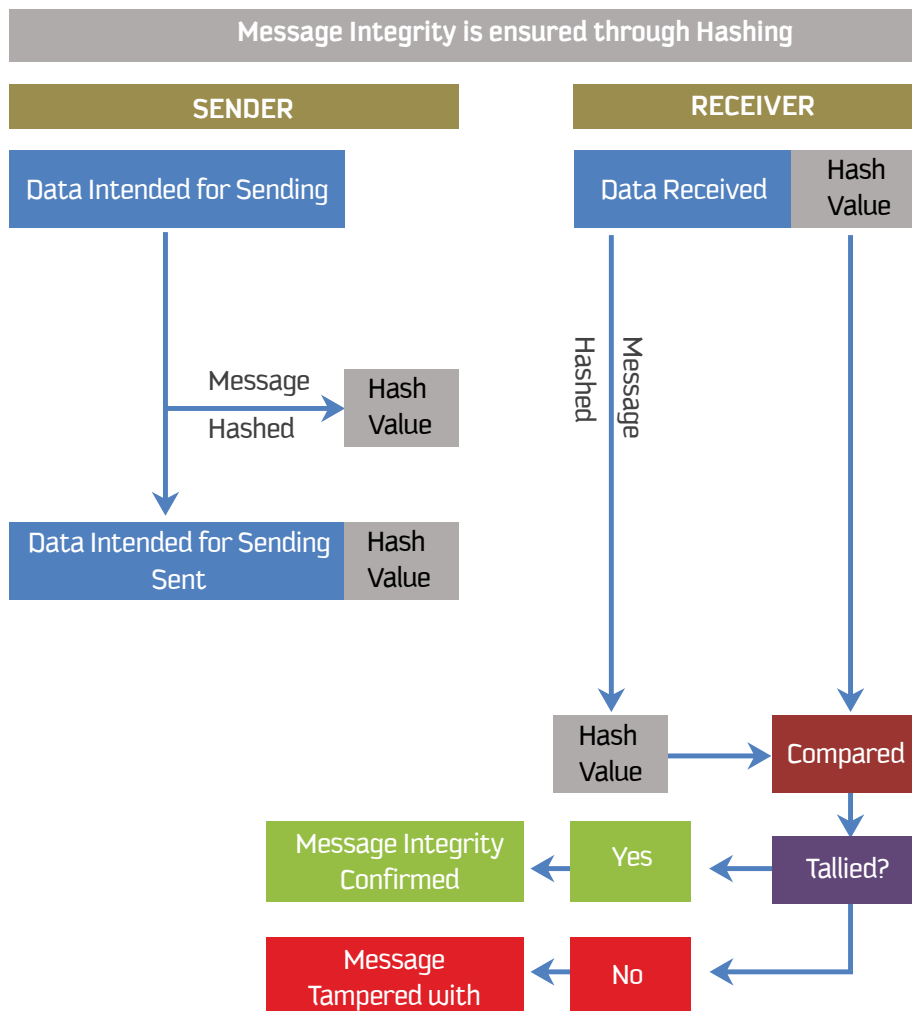 Message Integrity is ensured through Hashing
SENDER
Data Intended for Sending
Message
Hashed
Hash
Value
Data Intended for Sending
Sent
Hash
Value
RECEIVER
Data Received
Hash
Value
Message
Hashed
Hash
Value
Compared
Tallied?
Yes
Message Integrity
Confirmed
No
Message
Tampered with